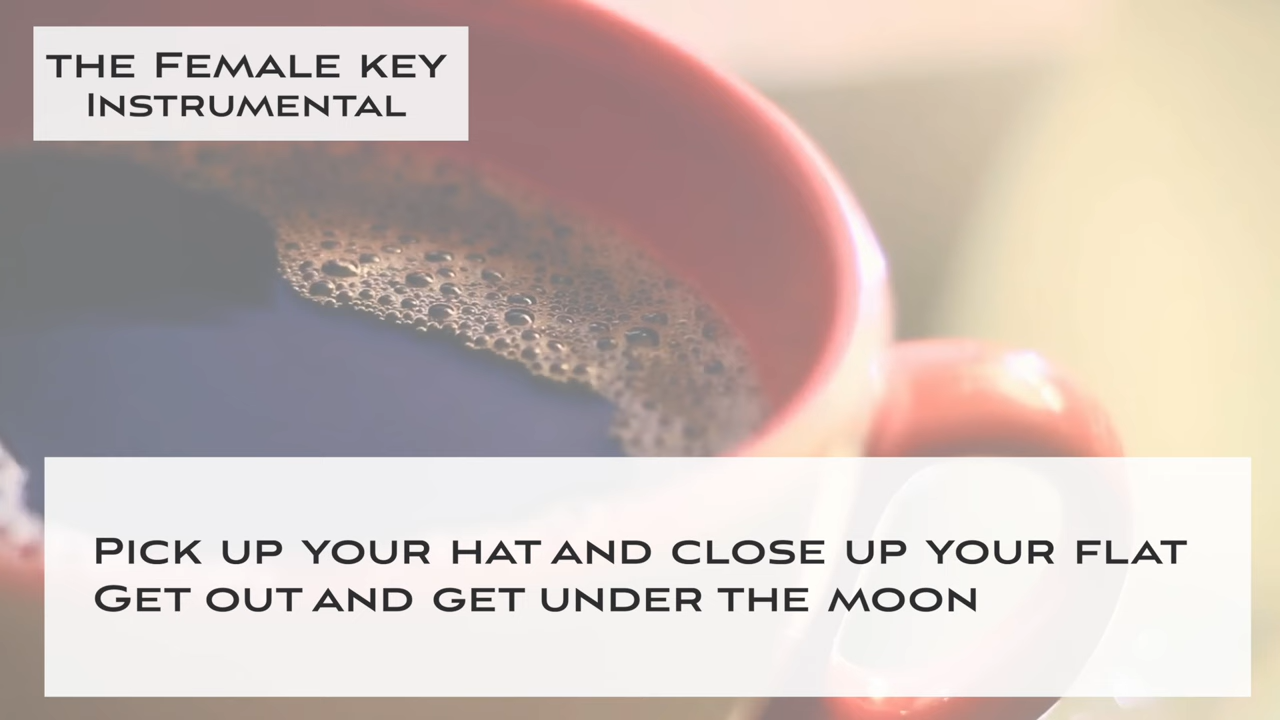 THE FEMALE KEY
INSTRUMENTAL
PICK UP YOUR HAT AND CLOSE UP YOUR FLAT
GET OUT AND GET UNDER THE MOON